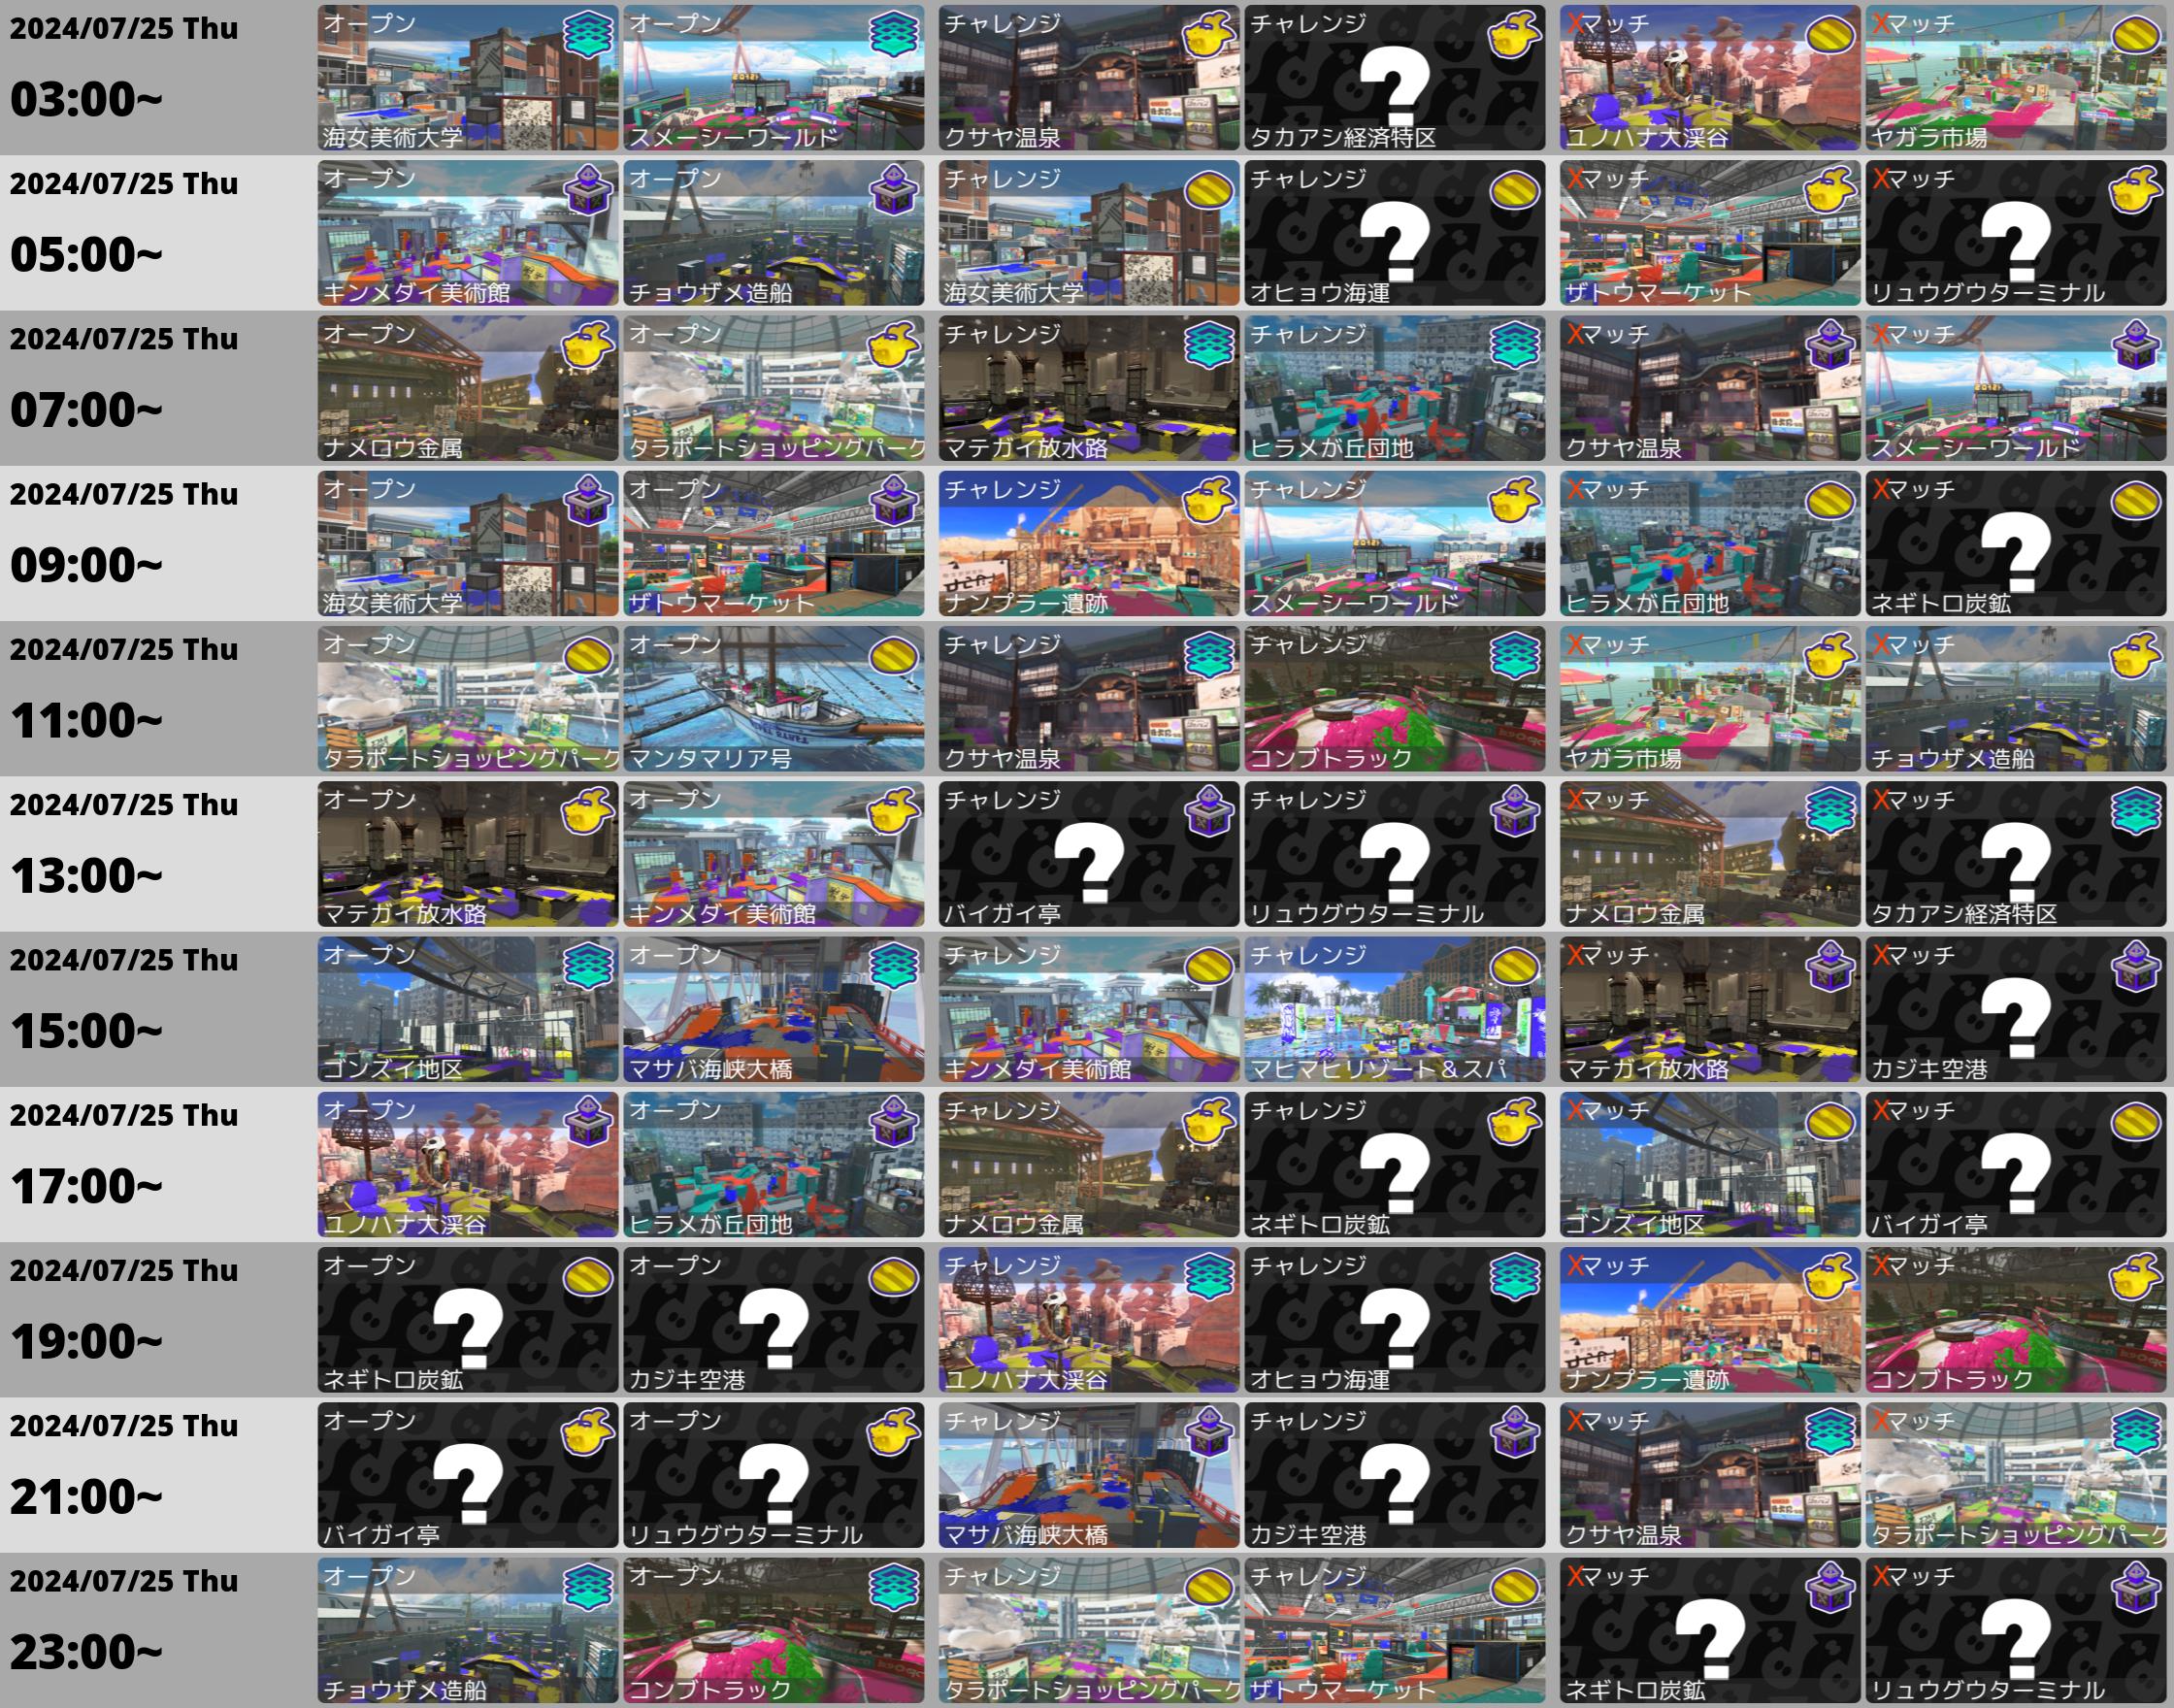 2024/07/25 Thu
03:00~
オープン
海女美術大学
オープン
スメーシーワールド
チャレンジ
クサヤ温泉
チャレンジ
タカアシ経済特区
Xマッチ
ユノハナ大渓谷
Xマッチ
ヤガラ市場
2024/07/25 Thu
05:00~
オープン
キンメダイ美術館
オープン
チョウザメ造船
チャレンジ
海女美術大学
チャレンジ
オヒョウ海運
Xマッチ
ザトウマーケット
Xマッチ
リュウグウターミナル
2024/07/25 Thu
07:00~
オープン
ナメロウ金属
オープン
タラポートショッピングパーク
チャレンジ
マテガイ放水路
チャレンジ
ヒラメが丘団地
Xマッチ
クサヤ温泉
Xマッチ
スメーシーワールド
2024/07/25 Thu
09:00~
オープン
海女美術大学
オープン
ザトウマーケット
チャレンジ
ナンプラー遺跡
チャレンジ
スメーシーワールド
Xマッチ
ヒラメが丘団地
Xマッチ
ネギトロ炭鉱
2024/07/25 Thu
11:00~
オープン
タラポートショッピングパーク
オープン
マンタマリア号
チャレンジ
クサヤ温泉
チャレンジ
コンブトラック
Xマッチ
ヤガラ市場
Xマッチ
チョウザメ造船
2024/07/25 Thu
13:00~
オープン
マテガイ放水路
オープン
キンメダイ美術館
チャレンジ
バイガイ亭
チャレンジ
リュウグウターミナル
Xマッチ
ナメロウ金属
Xマッチ
タカアシ経済特区
2024/07/25 Thu
15:00~
オープン
ゴンズイ地区
オープン
マサバ海峡大橋
チャレンジ
キンメダイ美術館
チャレンジ
マヒマヒリゾート＆スパ
Xマッチ
マテガイ放水路
Xマッチ
カジキ空港
2024/07/25 Thu
17:00~
オープン
ユノハナ大渓谷
オープン
ヒラメが丘団地
チャレンジ
ナメロウ金属
チャレンジ
ネギトロ炭鉱
Xマッチ
ゴンズイ地区
Xマッチ
バイガイ亭
2024/07/25 Thu
19:00~
オープン
ネギトロ炭鉱
オープン
カジキ空港
チャレンジ
ユノハナ大渓谷
チャレンジ
オヒョウ海運
Xマッチ
ナンプラー遺跡
Xマッチ
コンブトラック
2024/07/25 Thu
21:00~
オープン
バイガイ亭
オープン
リュウグウターミナル
チャレンジ
マサバ海峡大橋
チャレンジ
カジキ空港
Xマッチ
クサヤ温泉
Xマッチ
タラポートショッピングパーク
2024/07/25 Thu
23:00~
オープン
チョウザメ造船
オープン
コンブトラック
チャレンジ
タラポートショッピングパーク
チャレンジ
ザトウマーケット
Xマッチ
ネギトロ炭鉱
Xマッチ
リュウグウターミナル